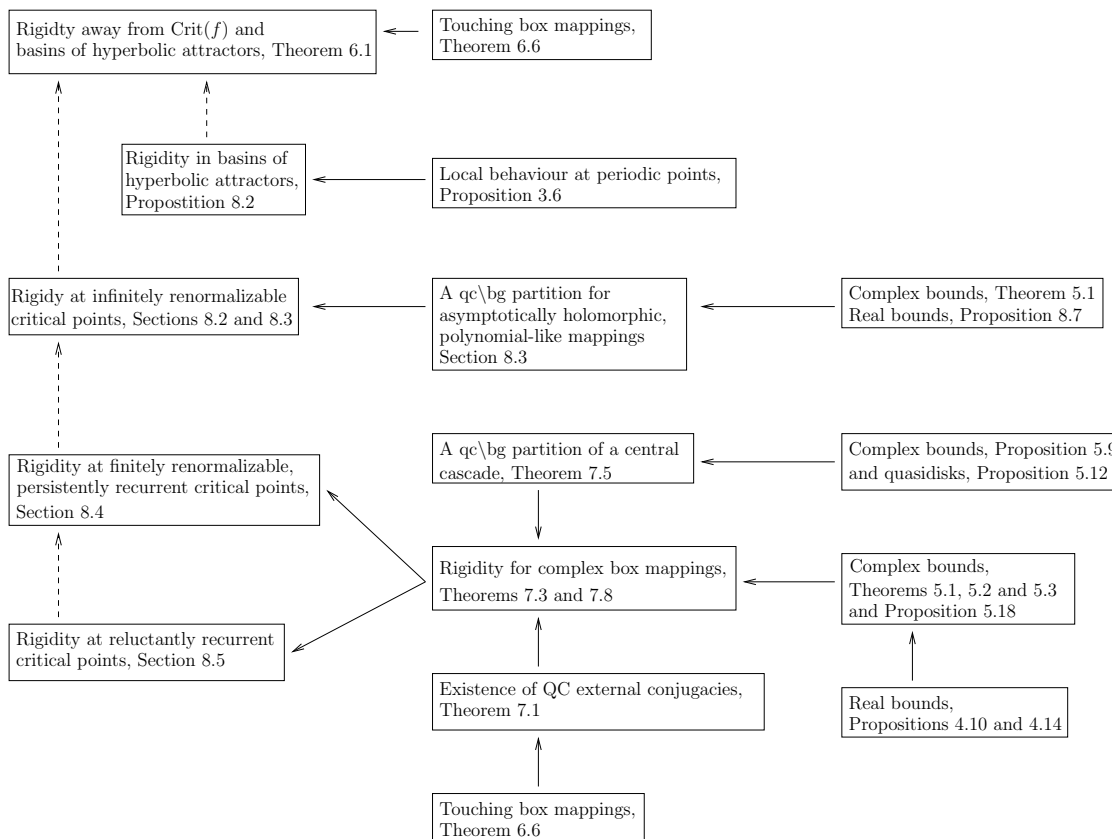 Rigidty away from Crit(f) and
basins of hyperbolic attractors, Theorem 6.1
Touching box mappings,
Theorem 6.6
Rigidity in basins of
hyperbolic attractors,
Propostition 8.2
Local behaviour at periodic points,
Proposition 3.6
Rigidy at infinitely renormalizable
critical points, Sections 8.2 and 8.3
A qc\bg partition for
asymptotically holomorphic,
polynomial-like mappings
Section 8.3
Complex bounds, Theorem 5.1
Real bounds, Proposition 8.7
Rigidity at finitely renormalizable,
persistently recurrent critical points,
Section 8.4
A qc\bg partition of a central
cascade, Theorem 7.5
Complex bounds, Proposition 5.9
and quasidisks, Proposition 5.12
Rigidity for complex box mappings,
Theorems 7.3 and 7.8
Complex bounds,
Theorems 5.1, 5.2 and 5.3
and Proposition 5.18
Rigidity at reluctantly recurrent
critical points, Section 8.5
Existence of QC external conjugacies,
Theorem 7.1
Real bounds,
Propositions 4.10 and 4.14
Touching box mappings,
Theorem 6.6